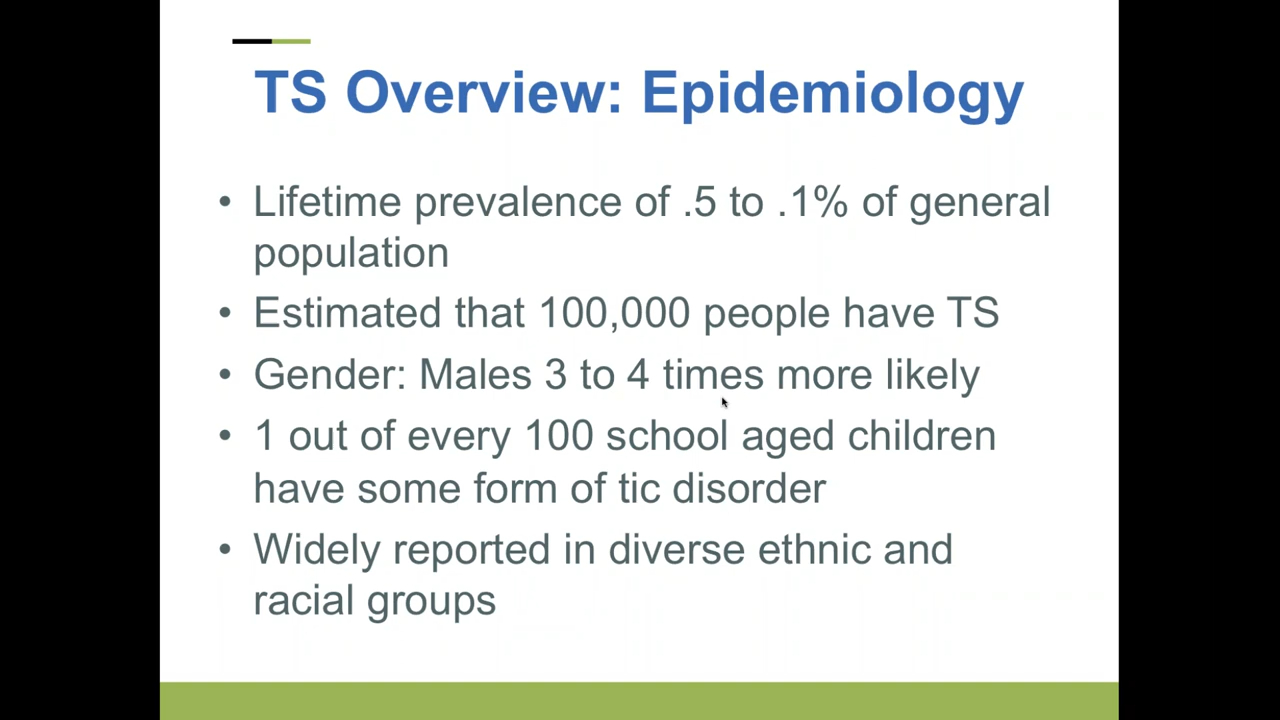 TS Overview: Epidemiology
• Lifetime prevalence of .5 to .1% of general
population
• Estimated that 100,000 people have TS
• Gender: Males 3 to 4 times more likely
• 1 out of every 100 school aged children
have some form of tic disorder
• Widely reported in diverse ethnic and
racial groups